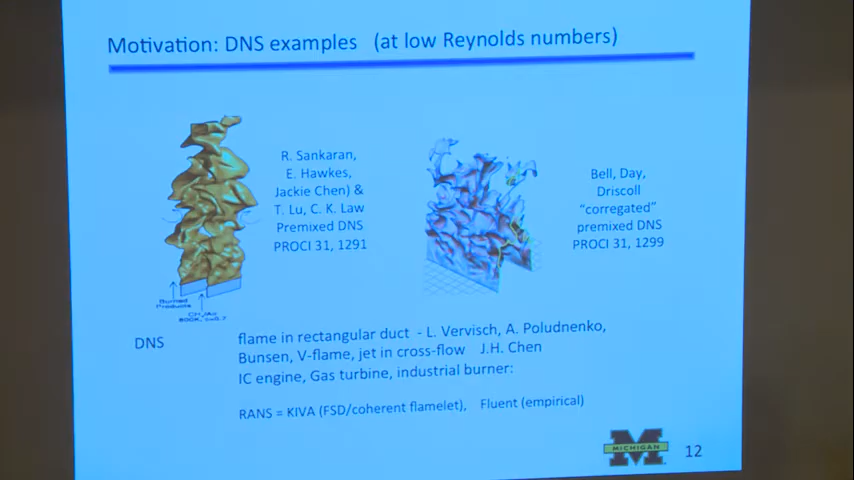 Motivation: DNS examples (at low Reynolds numbers)
R. Sankaran,
E. Hawkes,
Jackie Chen) &
T. Lu, C. K. Law
Premixed DNS
PROCI 31, 1291
Bell, Day,
Driscoll
“corregated”
premixed DNS
PROCI 31, 1299
Burned
Products
DNS
flame in rectangular duct - L. Vervisch, A. Poludnenko,
Bunsen, V-flame, jet in cross-flow J.H. Chen
IC engine, Gas turbine, industrial burner:
RANS = KIVA (FSD/coherent flamelet), Fluent (empirical)
MICHIGAN
12